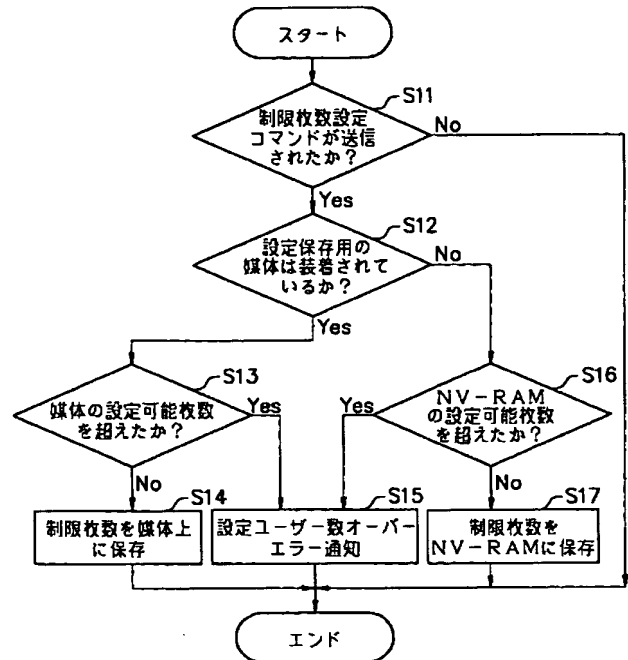 スタート
S11
制限枚数設定
コマンドが送信
されたか?
No
Yes
S12
設定保存用の
媒体は装着されて
いるか?
No
Yes
S13
媒体の設定可能枚数
を超えたか?
Yes
No
S16
NV-RAM
の設定可能枚数
を超えたか?
Yes
No
S14
制限枚数を媒体上
に保存
S15
設定ユーザー数オーバー
エラー通知
S17
制限枚数を
NV-RAMに保存
エンド